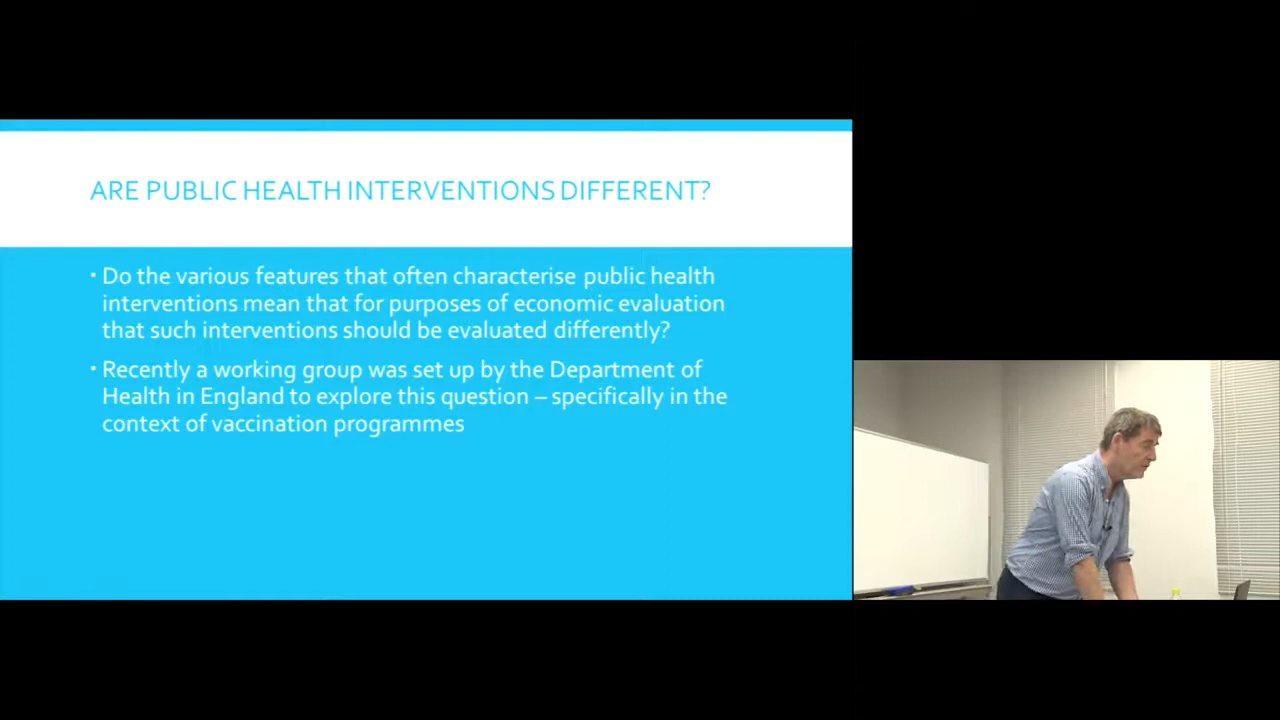 ARE PUBLIC HEALTH INTERVENTIONS DIFFERENT?
▪ Do the various features that often characterise public health
interventions mean that for purposes of economic evaluation
that such interventions should be evaluated differently?
▪ Recently a working group was set up by the Department of
Health in England to explore this question – specifically in the
context of vaccination programmes